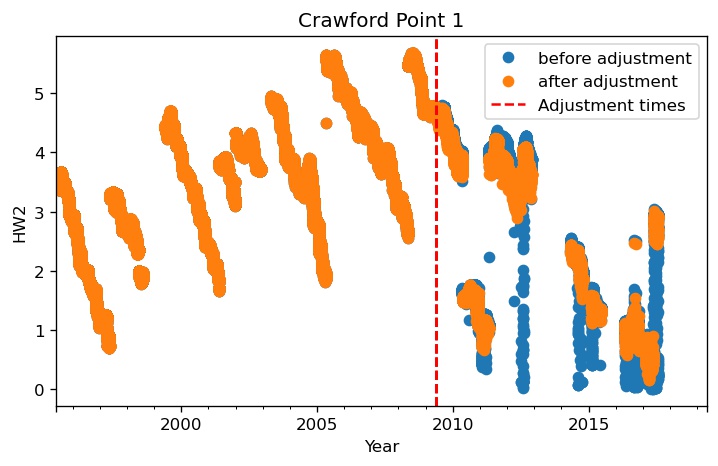 Crawford Point 1
before adjustment
after adjustment
Adjustment times
HW2
5
4
3
2
1
0
2000
2005
2010
2015
Year